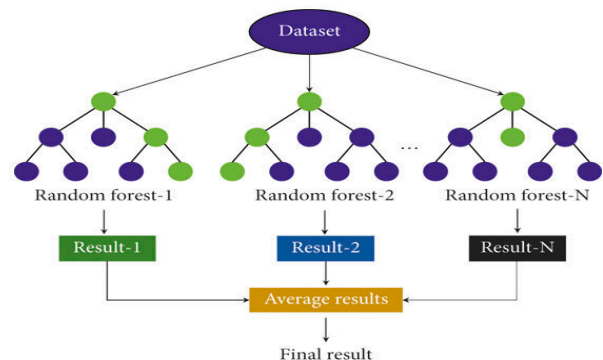 Dataset
...
Random forest-1
Random forest-2
Random forest-N
Result-1
Result-2
Result-N
Average results
Final result